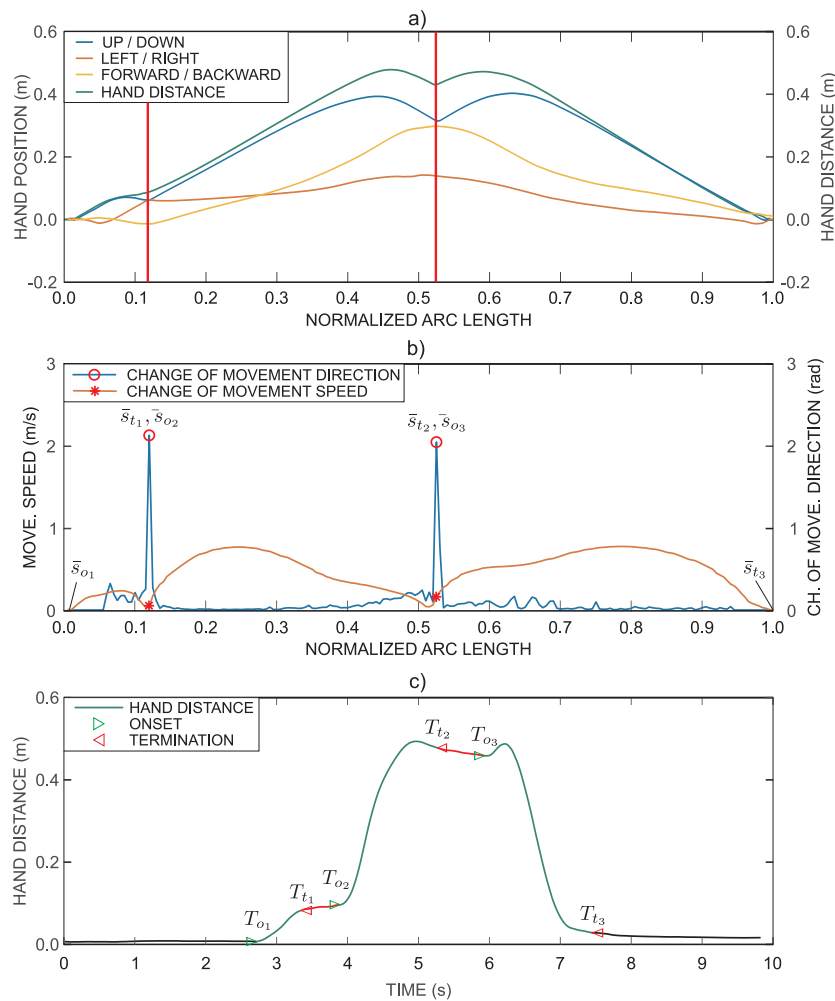 a)
UP / DOWN
LEFT / RIGHT
FORWARD / BACKWARD
HAND DISTANCE
HAND POSITION (m)
HAND DISTANCE (m)
0.6
0.4
0.2
0.0
-0.2
0.6
0.4
0.2
0.0
-0.2
0.0 0.1 0.2 0.3 0.4 0.5 0.6 0.7 0.8 0.9 1.0
NORMALIZED ARC LENGTH
b)
CHANGE OF MOVEMENT DIRECTION
CHANGE OF MOVEMENT SPEED
MOVE. SPEED (m/s)
CH. OF MOVE. DIRECTION (rad)
3
2
1
0
3
2
1
0
s̄ₒ₁
s̄ₜ₁, s̄ₒ₂
s̄ₜ₂, s̄ₒ₃
s̄ₜ₃
0.0 0.1 0.2 0.3 0.4 0.5 0.6 0.7 0.8 0.9 1.0
NORMALIZED ARC LENGTH
c)
HAND DISTANCE
ONSET
TERMINATION
HAND DISTANCE (m)
0.6
0.4
0.2
0.0
Tₒ₁
Tₜ₁
Tₒ₂
Tₜ₂
Tₒ₃
Tₜ₃
0 1 2 3 4 5 6 7 8 9 10
TIME (s)